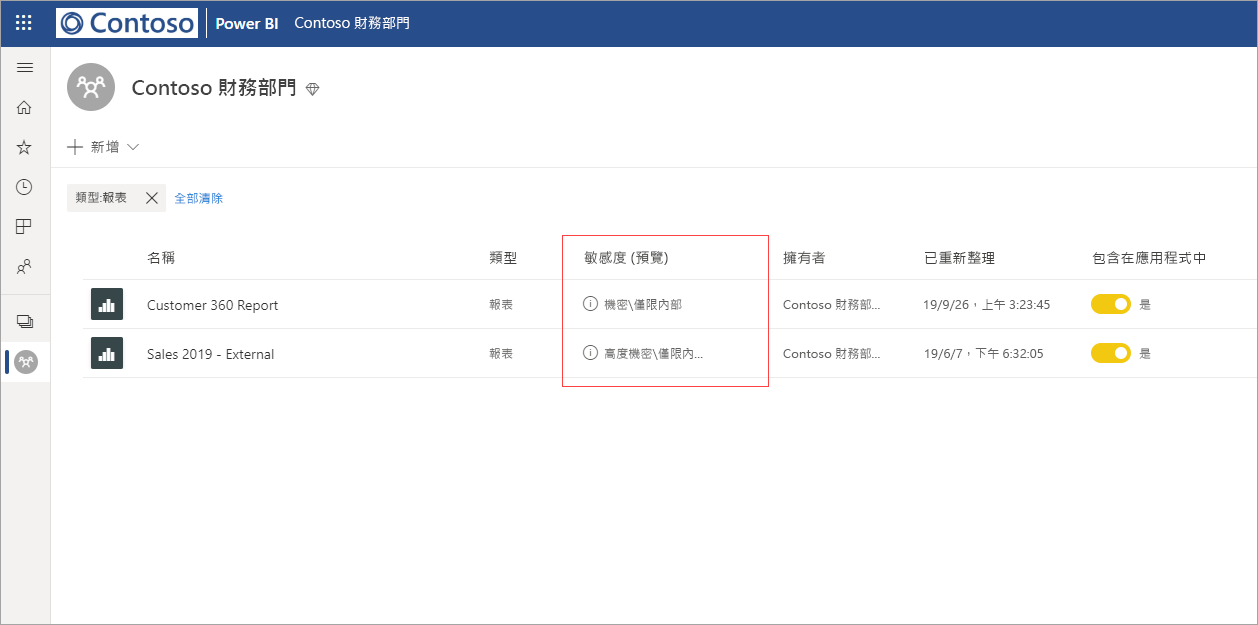 Contoso Power BI Contoso 財務部門
Contoso 財務部門
新增
類型:報表 全部清除
名稱 類型 敏感度 (預覽) 擁有者 已重新整理 包含在應用程式中
Customer 360 Report 報表 機密\僅限內部 Contoso 財務部... 19/9/26，上午 3:23:45 是
Sales 2019 - External 報表 高度機密\僅限內... Contoso 財務部... 19/6/7，下午 6:32:05 是